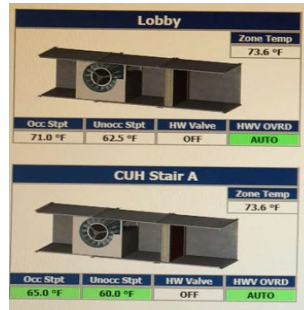 Lobby
Zone Temp
73.6 °F
Occ Stpt Unocc Stpt HW Valve HWV OVRD
71.0 °F 62.5 °F OFF AUTO
CUH Stair A
Zone Temp
73.6 °F
Occ Stpt Unocc Stpt HW Valve HWV OVRD
65.0 °F 60.0 °F OFF AUTO